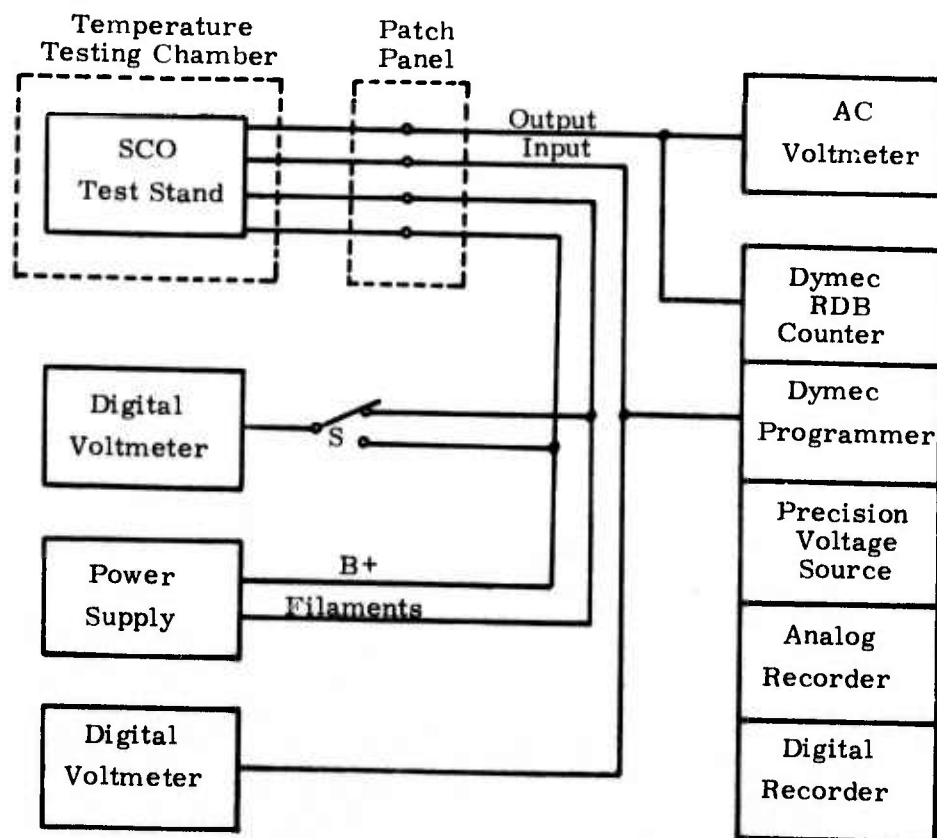 Temperature
Testing Chamber
Patch
Panel
SCO
Test Stand
Output
Input
AC
Voltmeter
Dymec
RDB
Counter
Digital
Voltmeter
S
Dymec
Programmer
Precision
Voltage
Source
Power
Supply
B+
Filaments
Analog
Recorder
Digital
Voltmeter
Digital
Recorder